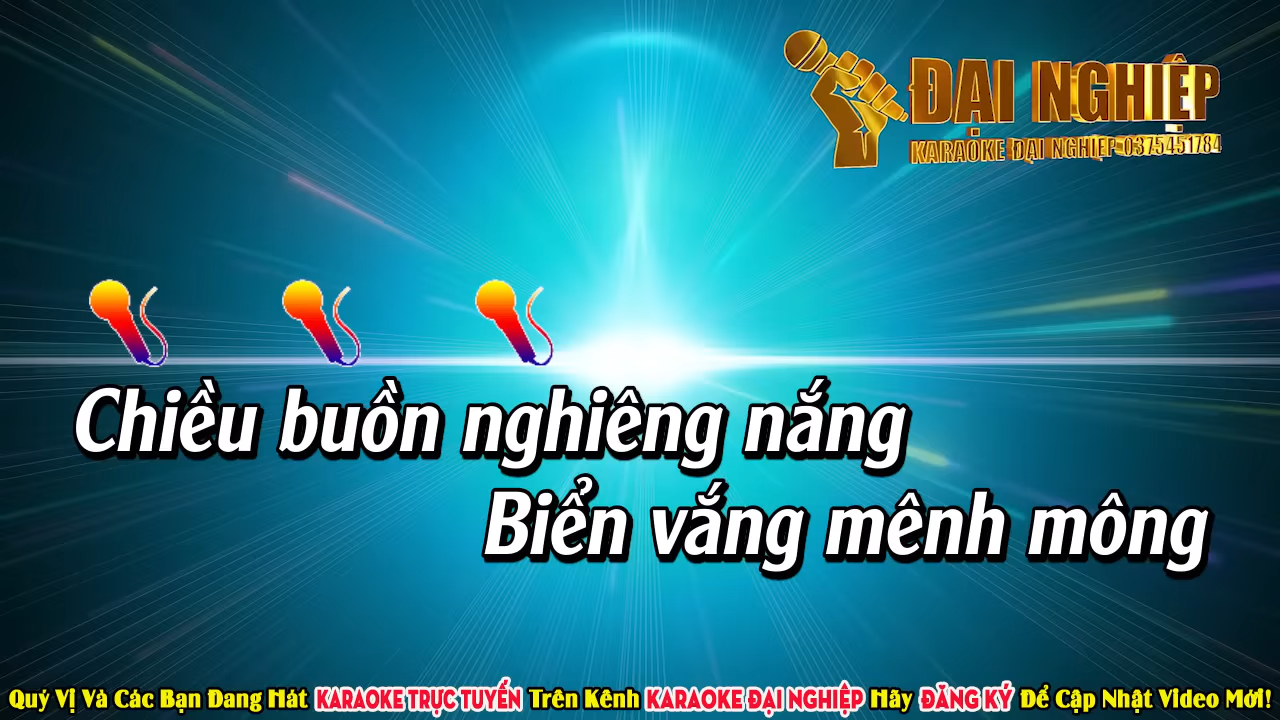 ĐẠI NGHIỆP
KARAOKE ĐẠI NGHIỆP 0375451784
Chiều buồn nghiêng nắng
Biển vắng mênh mông
Quý Vị Và Các Bạn Đang Hát KARAOKE TRỰC TUYẾN Trên Kênh KARAOKE ĐẠI NGHIỆP Hãy ĐĂNG KÝ Để Cập Nhật Video Mới!